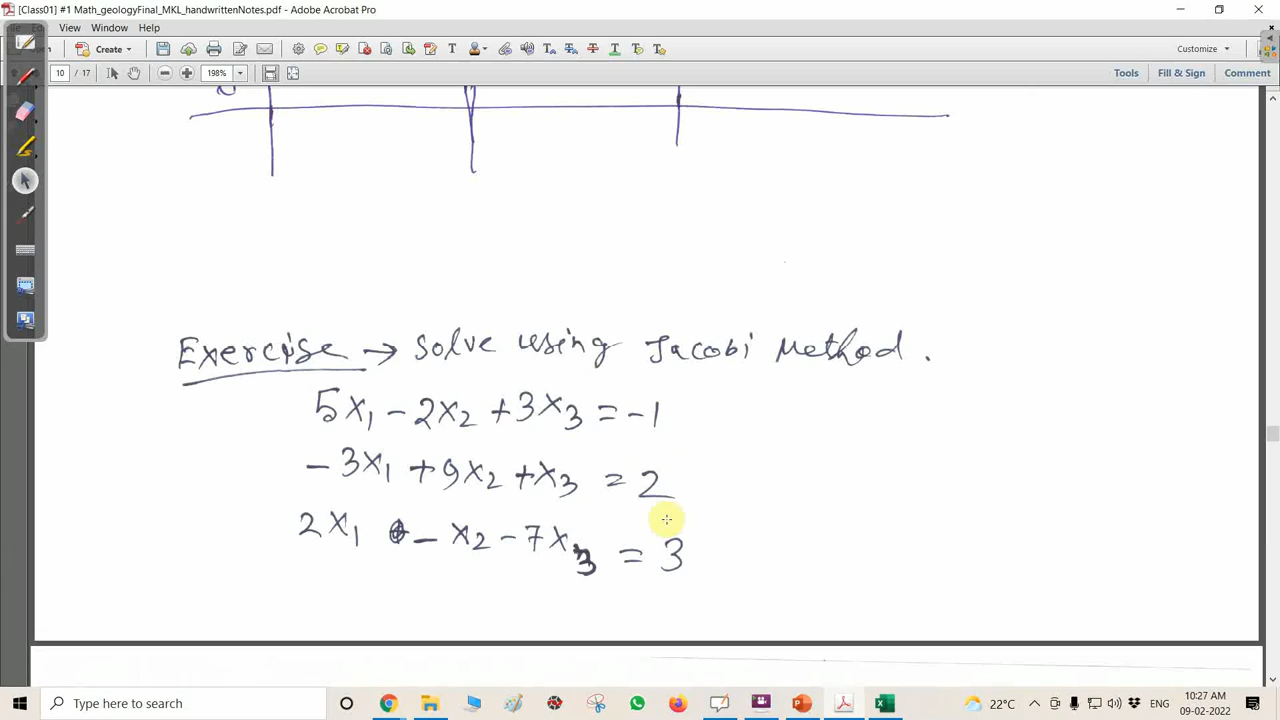 [Class01] #1 Math_geologyFinal_MKL_handwrittenNotes.pdf - Adobe Acrobat Pro
View Window Help
Create
10 / 17 198% Customize
Tools Fill & Sign Comment
Exercise → Solve using Jacobi Method.
5x₁ - 2x₂ + 3x₃ = -1
-3x₁ + 9x₂ + x₃ = 2
2x₁ - x₂ - 7x₃ = 3
Type here to search
22°C ENG 10:27 AM
09-02-2022